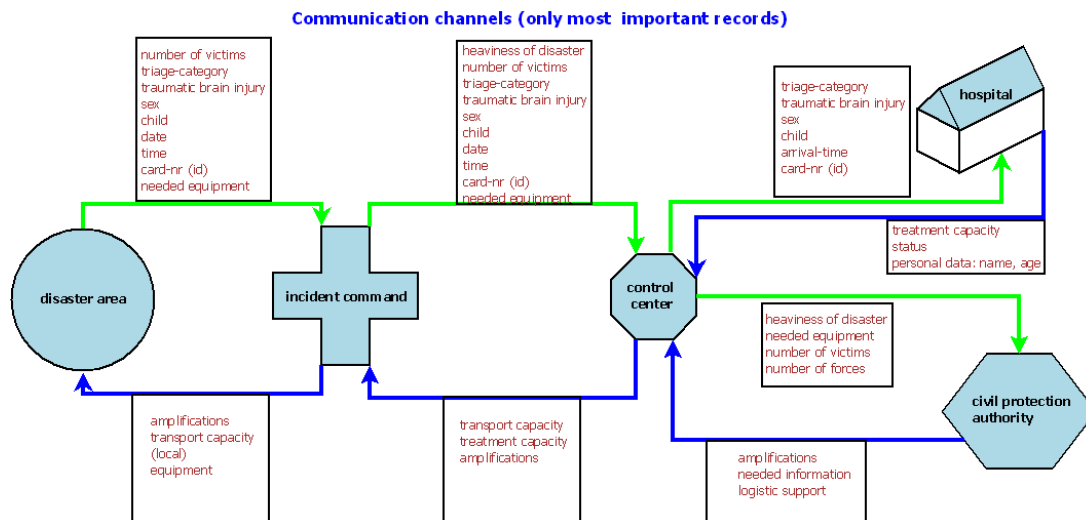 Communication channels (only most important records)
number of victims
triage-category
traumatic brain injury
sex
child
date
time
card-nr (id)
needed equipment
heaviness of disaster
number of victims
triage-category
traumatic brain injury
sex
child
date
time
card-nr (id)
needed equipment
triage-category
traumatic brain injury
sex
child
arrival-time
card-nr (id)
hospital
treatment capacity
status
personal data: name, age
disaster area
incident command
control
center
heaviness of disaster
needed equipment
number of victims
number of forces
civil protection
authority
amplifications
transport capacity
(local)
equipment
transport capacity
treatment capacity
amplifications
amplifications
needed information
logistic support